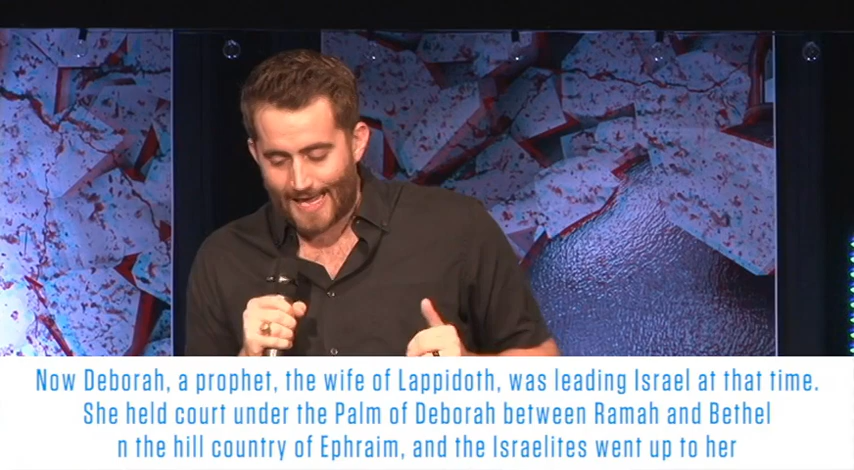 Now Deborah, a prophet, the wife of Lappidoth, was leading Israel at that time.
She held court under the Palm of Deborah between Ramah and Bethel
n the hill country of Ephraim, and the Israelites went up to her